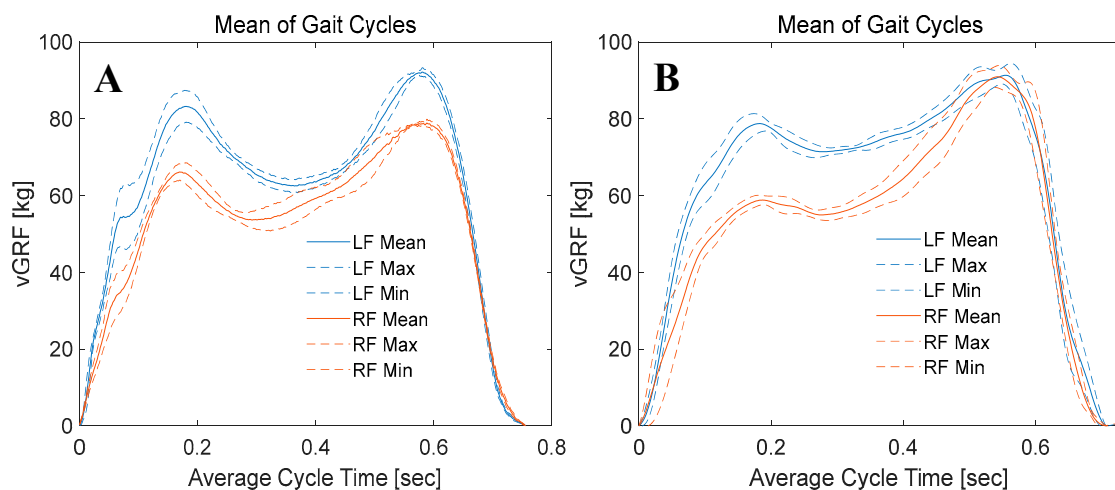 Mean of Gait Cycles
A
100
80
60
40
20
0
vGRF [kg]
LF Mean
LF Max
LF Min
RF Mean
RF Max
RF Min
0
0.2
0.4
0.6
0.8
Average Cycle Time [sec]
Mean of Gait Cycles
B
100
80
60
40
20
0
vGRF [kg]
LF Mean
LF Max
LF Min
RF Mean
RF Max
RF Min
0
0.2
0.4
0.6
Average Cycle Time [sec]